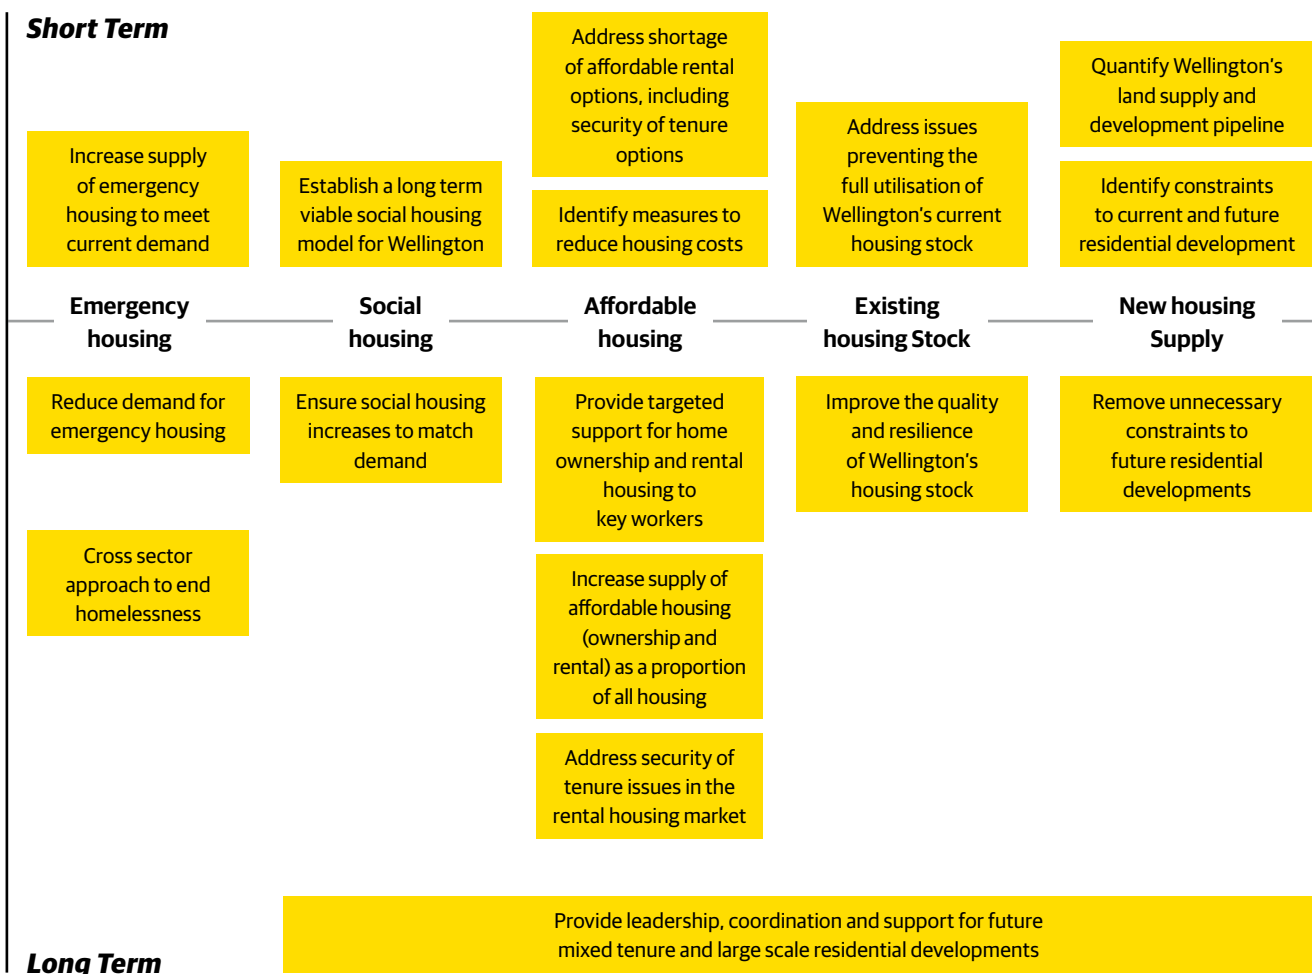 Short Term
Increase supply
of emergency
housing to meet
current demand
Establish a long term
viable social housing
model for Wellington
Address shortage
of affordable rental
options, including
security of tenure
options
Identify measures to
reduce housing costs
Address issues
preventing the
full utilisation of
Wellington's current
housing stock
Quantify Wellington's
land supply and
development pipeline
Identify constraints
to current and future
residential development
Emergency
housing
Social
housing
Affordable
housing
Existing
housing Stock
New housing
Supply
Reduce demand for
emergency housing
Cross sector
approach to end
homelessness
Ensure social housing
increases to match
demand
Provide targeted
support for home
ownership and rental
housing to
key workers
Increase supply of
affordable housing
(ownership and
rental) as a proportion
of all housing
Address security of
tenure issues in the
rental housing market
Improve the quality
and resilience
of Wellington's
housing stock
Remove unnecessary
constraints to
future residential
developments
Provide leadership, coordination and support for future
mixed tenure and large scale residential developments
Long Term